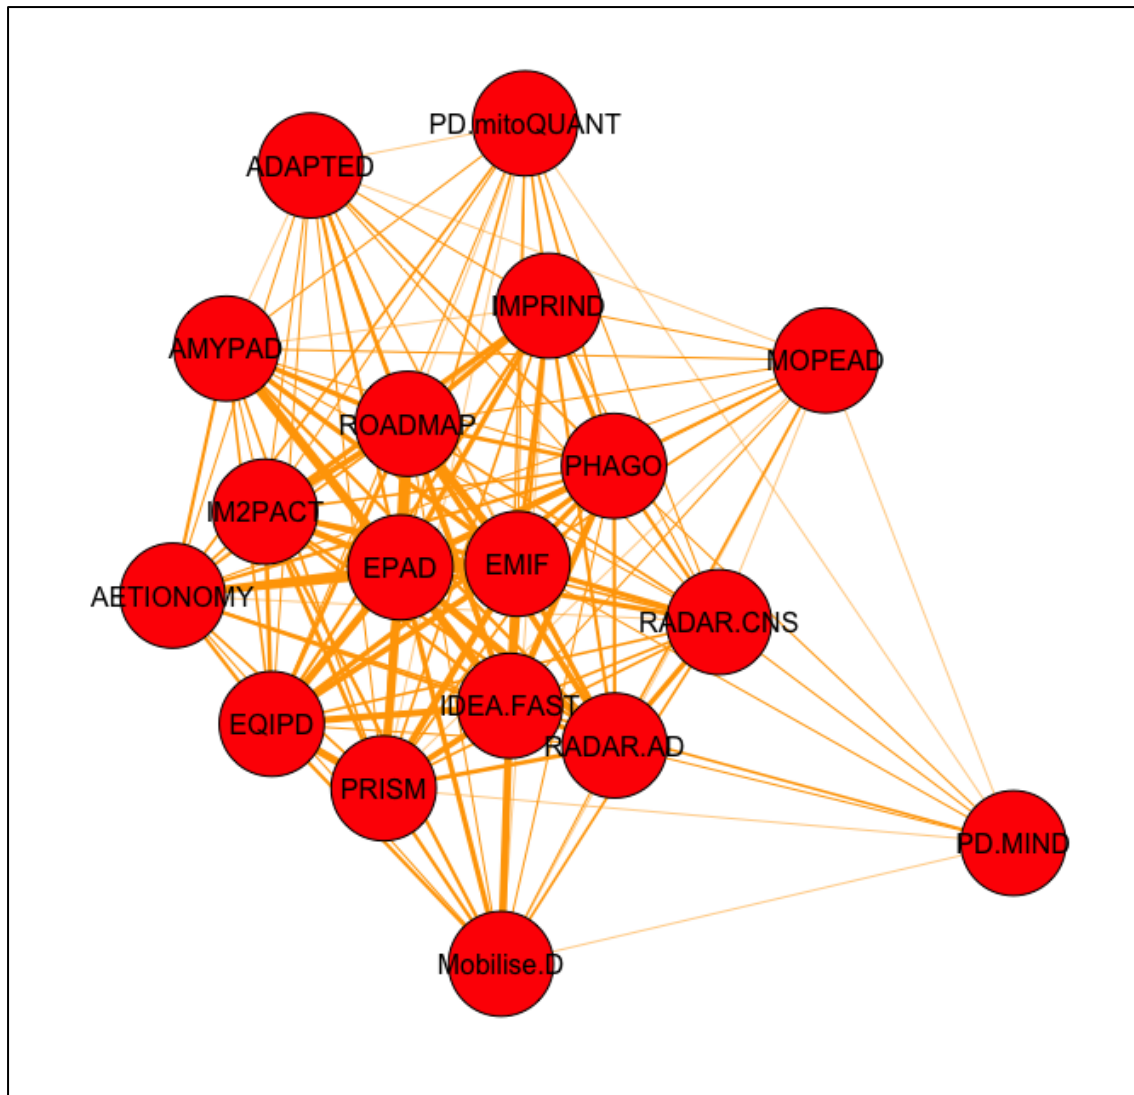 PD.mitoQUANT
ADAPTED
IMPRIND
AMYPAD
MOPEAD
ROADMAP
PHAGO
IM2PACT
EPAD
EMIF
AETIONOMY
RADAR.CNS
IDEA.FAST
EQIPD
RADAR.AD
PRISM
PD.MIND
Mobilise.D